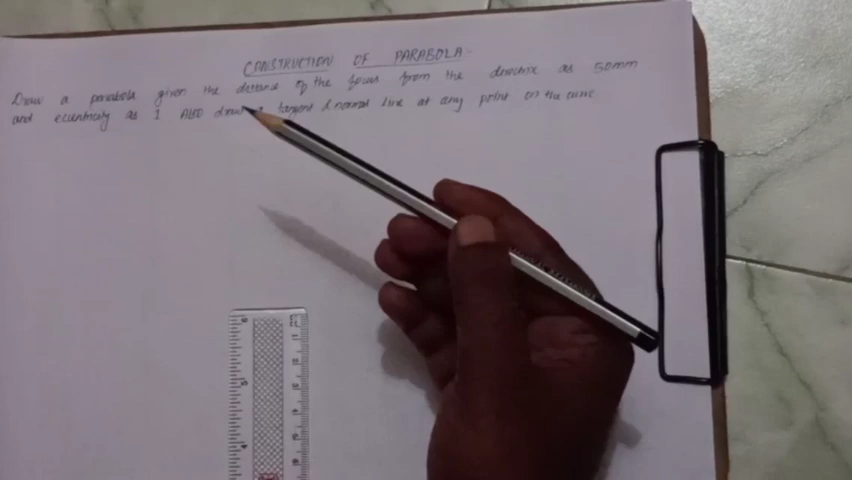 CONSTRUCTION OF PARABOLA
Draw a parabola given the distance of the focus from the directrix as 50mm
and eccentricity as 1 Also draw a tangent & normal line at any point on the curve